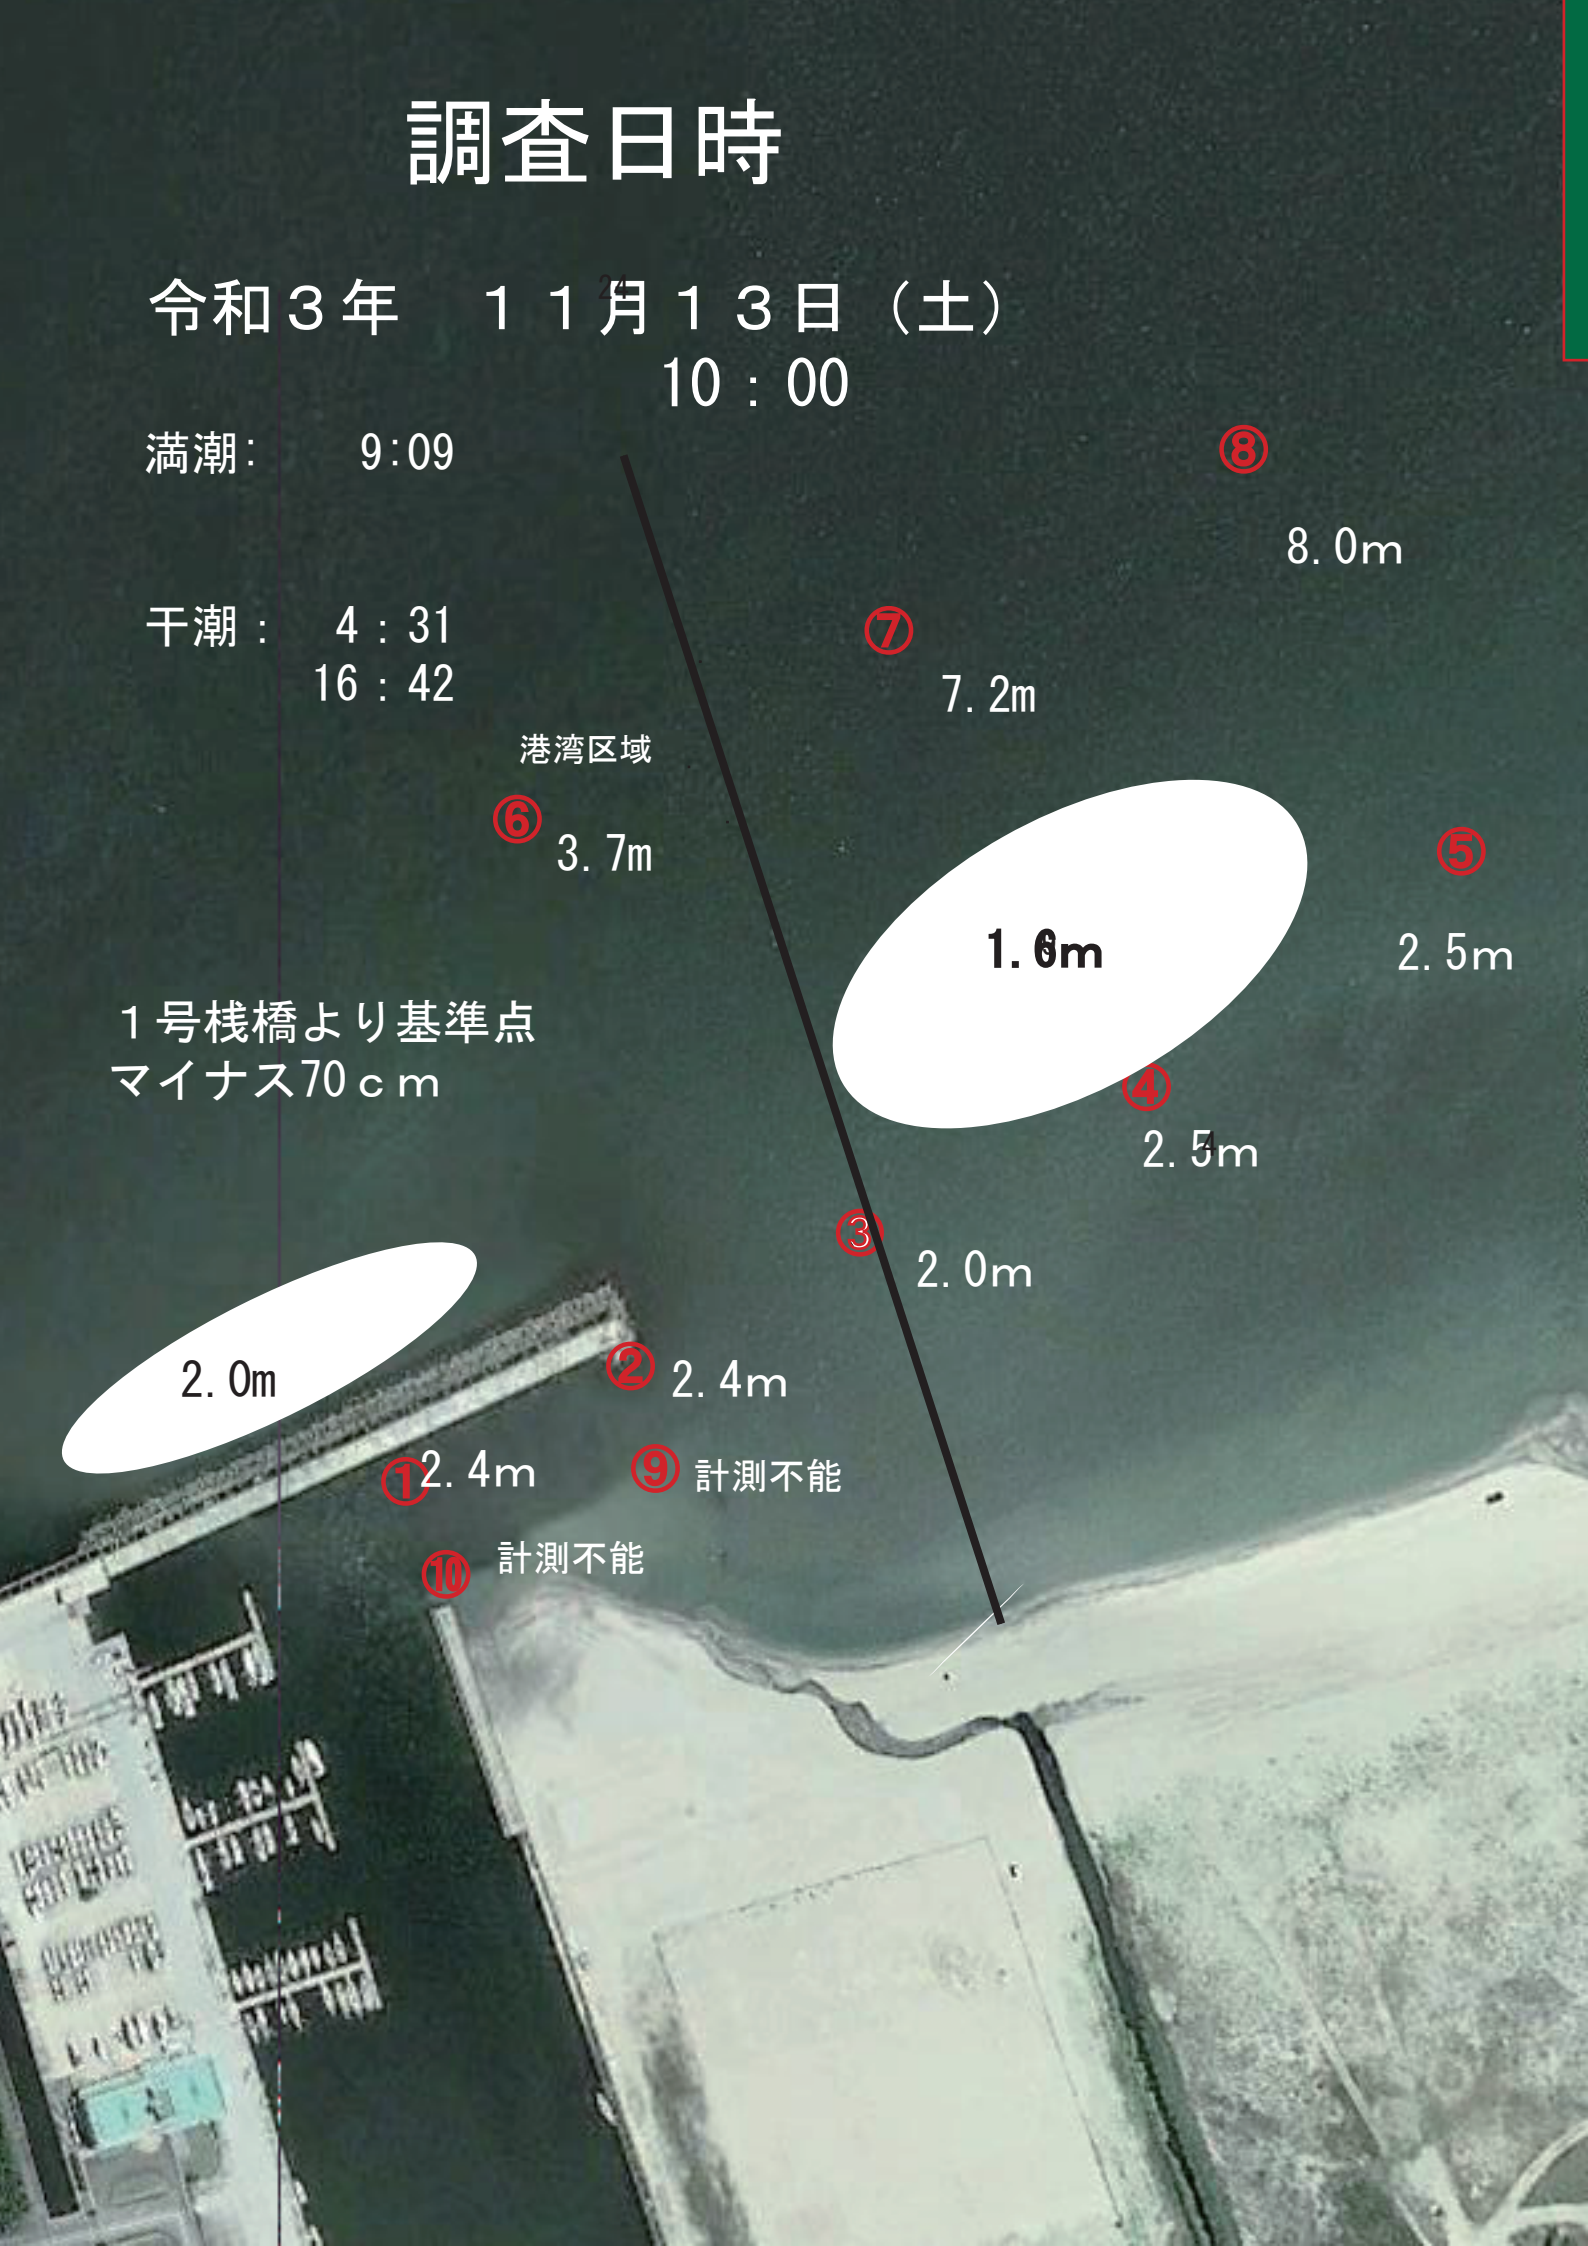 調査日時
令和３年　１１月１３日（土）
10：00
満潮：　9:09
干潮：　4：31
16：42
⑧
8.0m
⑦
7.2m
港湾区域
⑥
3.7m
⑤
2.5m
１号桟橋より基準点
マイナス70ｃｍ
④
2.5m
③
2.0m
2.0m
②　2.4m
①2.4m
⑨　計測不能
⑩　計測不能